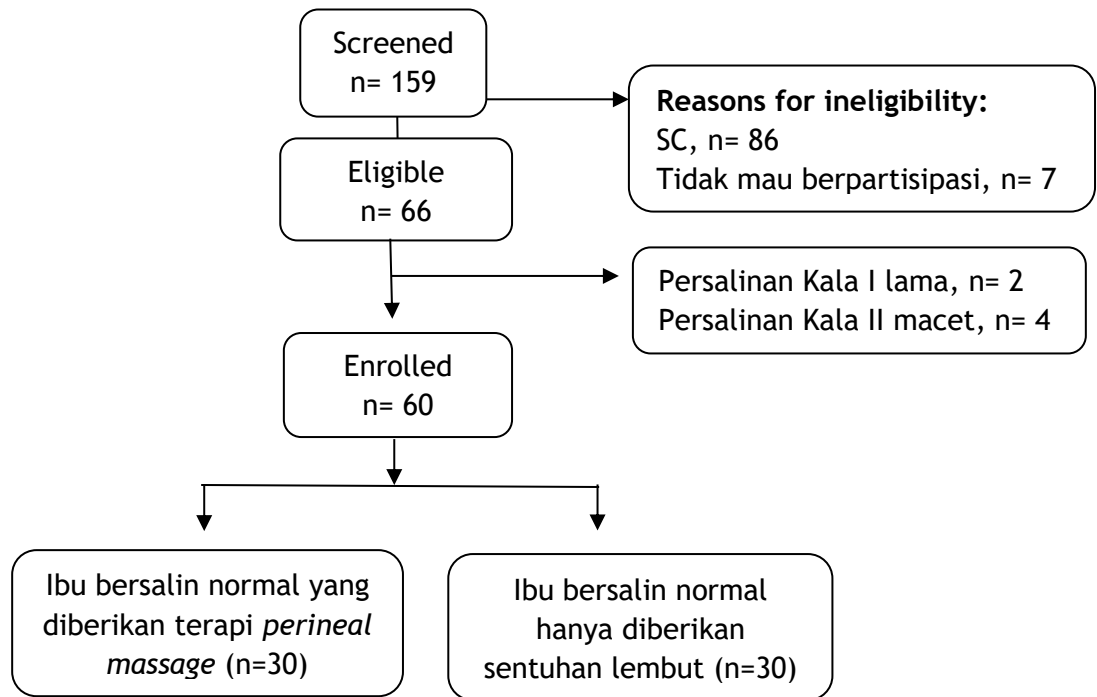 Screened
n= 159
Reasons for ineligibility:
SC, n= 86
Tidak mau berpartisipasi, n= 7
Eligible
n= 66
Persalinan Kala I lama, n= 2
Persalinan Kala II macet, n= 4
Enrolled
n= 60
Ibu bersalin normal yang
diberikan terapi perineal
massage (n=30)
Ibu bersalin normal
hanya diberikan
sentuhan lembut (n=30)